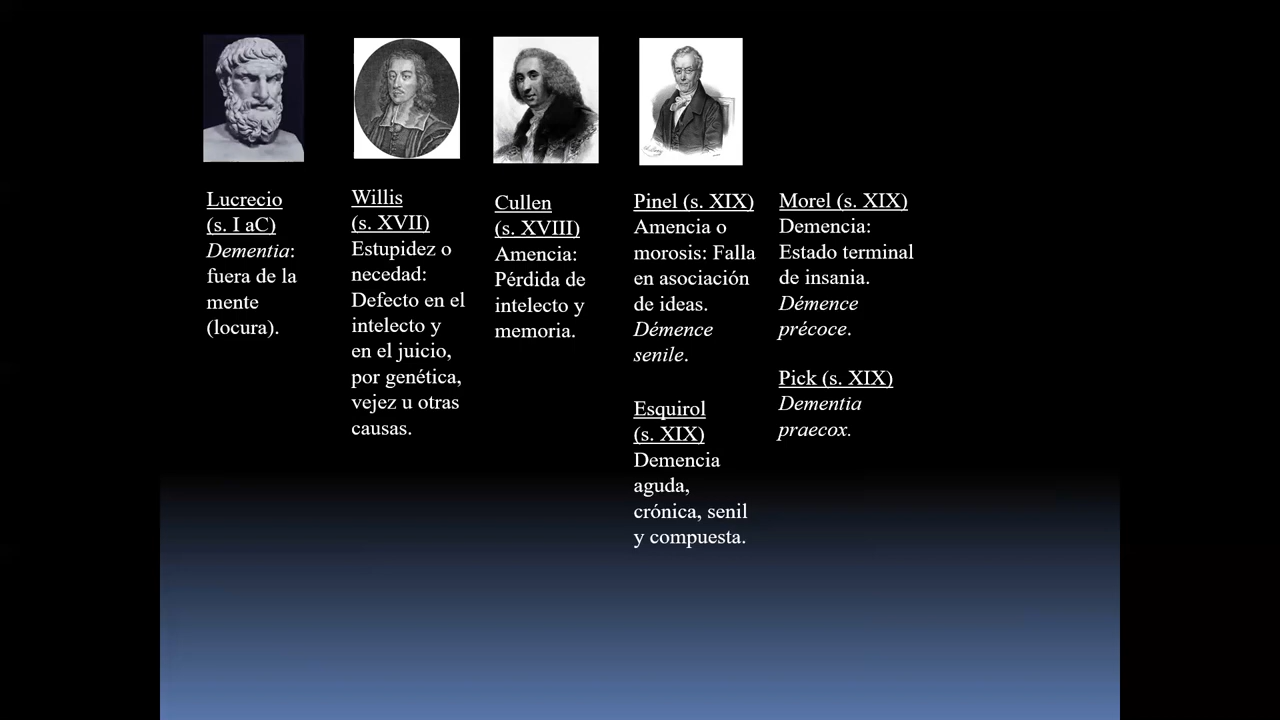 Lucrecio
(s. I aC)
Dementia:
fuera de la
mente
(locura).
Willis
(s. XVII)
Estupidez o
necedad:
Defecto en el
intelecto y
en el juicio,
por genética,
vejez u otras
causas.
Cullen
(s. XVIII)
Amencia:
Pérdida de
intelecto y
memoria.
Pinel (s. XIX)
Amencia o
morosis: Falla
en asociación
de ideas.
Démence
senile.
Esquirol
(s. XIX)
Demencia
aguda,
crónica, senil
y compuesta.
Morel (s. XIX)
Demencia:
Estado terminal
de insania.
Démence
précoce.
Pick (s. XIX)
Dementia
praecox.